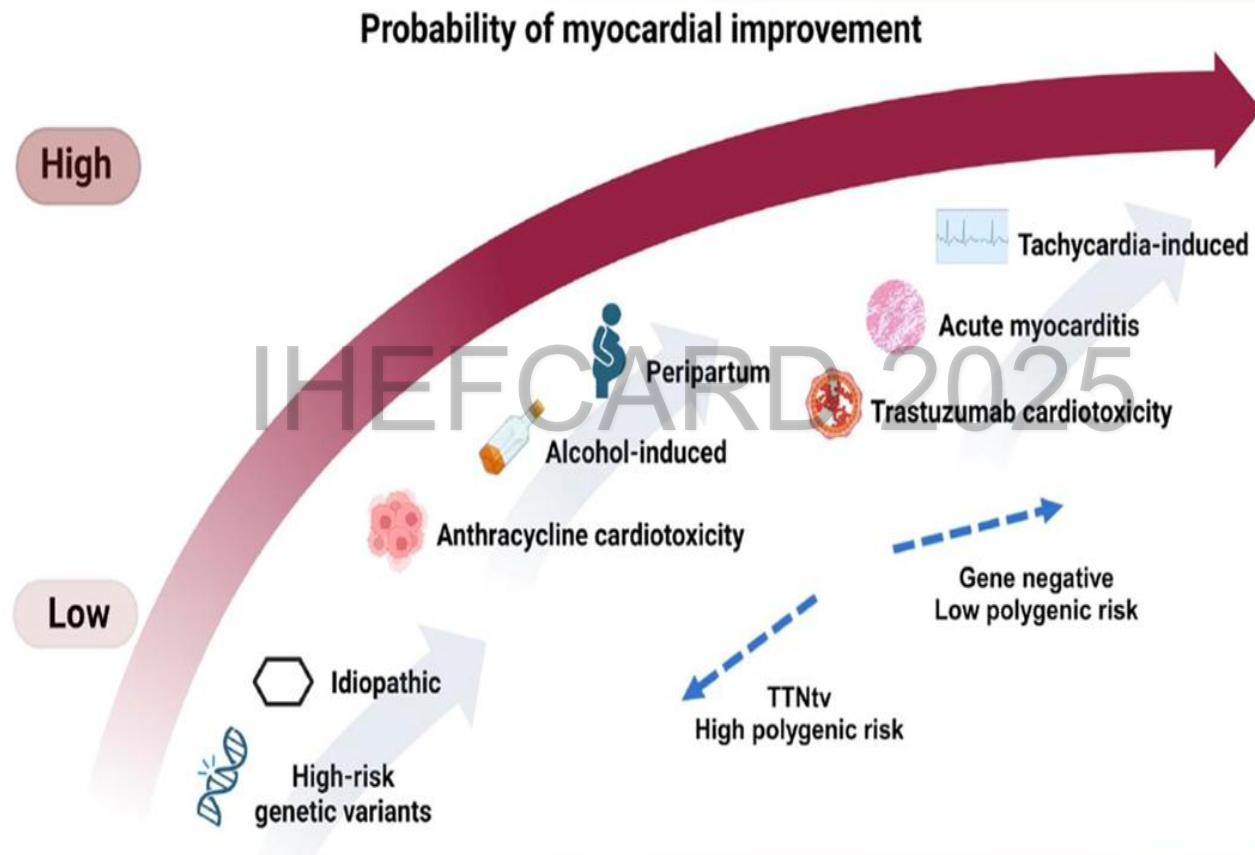 Probability of myocardial improvement
High
Tachycardia-induced
Acute myocarditis
Peripartum
IHEFCARD 2025
Trastuzumab cardiotoxicity
Alcohol-induced
Anthracycline cardiotoxicity
Gene negative
Low polygenic risk
Low
Idiopathic
TTNtv
High polygenic risk
High-risk
genetic variants